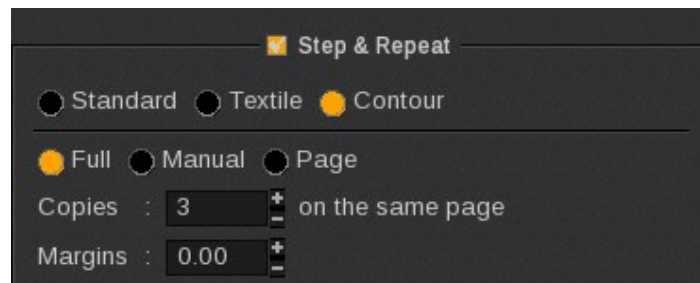 Step & Repeat
Standard Textile Contour
Full Manual Page
Copies : 3 on the same page
Margins : 0.00